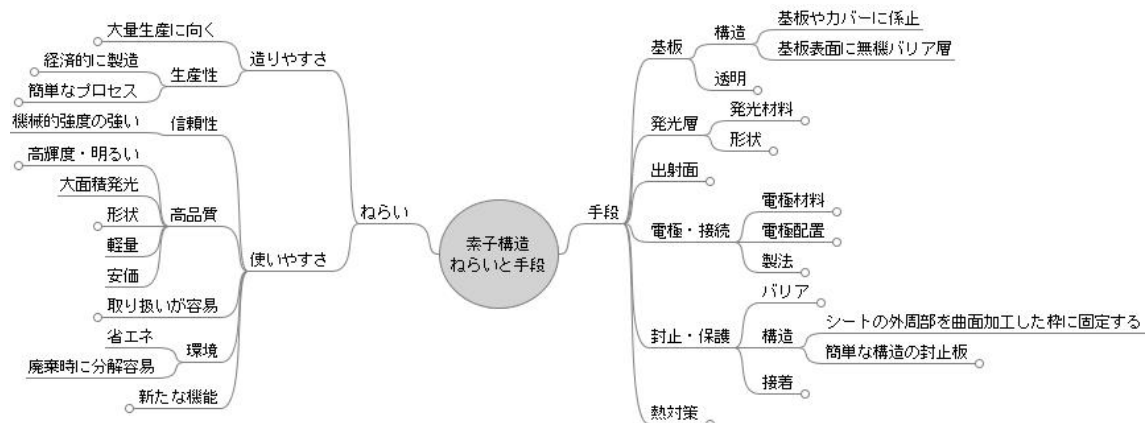 素子構造
ねらいと手段
ねらい
造りやすさ
大量生産に向く
生産性
経済的に製造
簡単なプロセス
使いやすさ
信頼性
機械的強度の強い
高品質
高輝度・明るい
大面積発光
形状
軽量
安価
取り扱いが容易
環境
省エネ
廃棄時に分解容易
新たな機能
手段
基板
構造
基板やカバーに係止
基板表面に無機バリア層
透明
発光層
発光材料
形状
出射面
電極・接続
電極材料
電極配置
製法
封止・保護
バリア
構造
シートの外周部を曲面加工した枠に固定する
簡単な構造の封止板
接着
熱対策